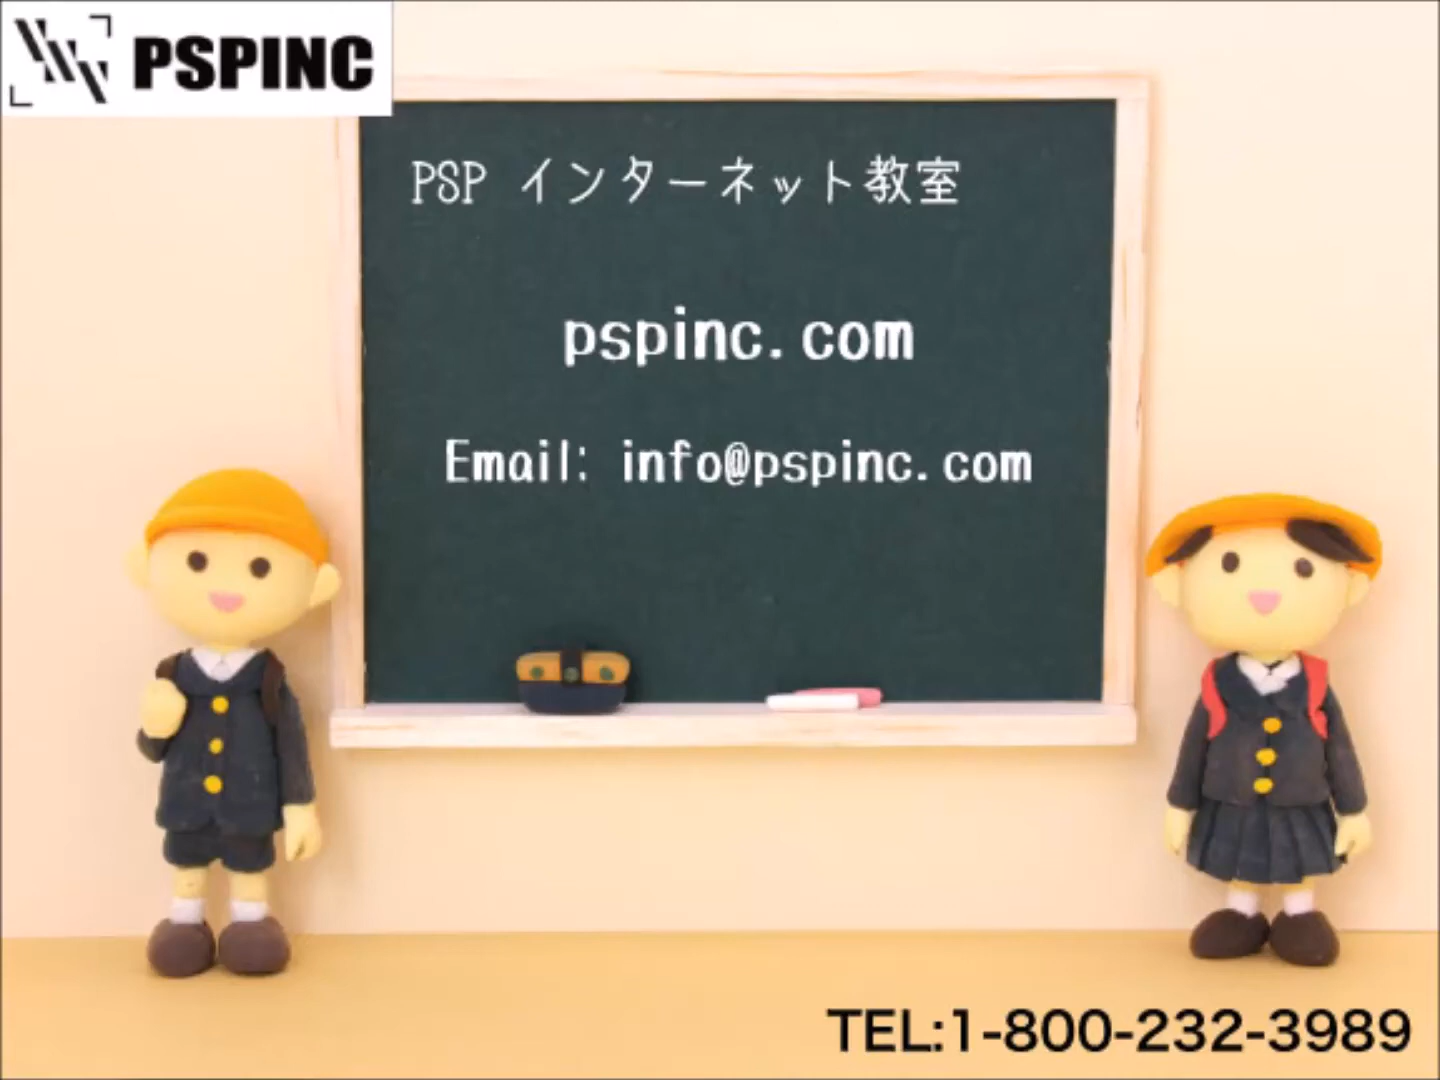 PSPINC
PSP インターネット教室
pspinc.com
Email: info@pspinc.com
TEL:1-800-232-3989